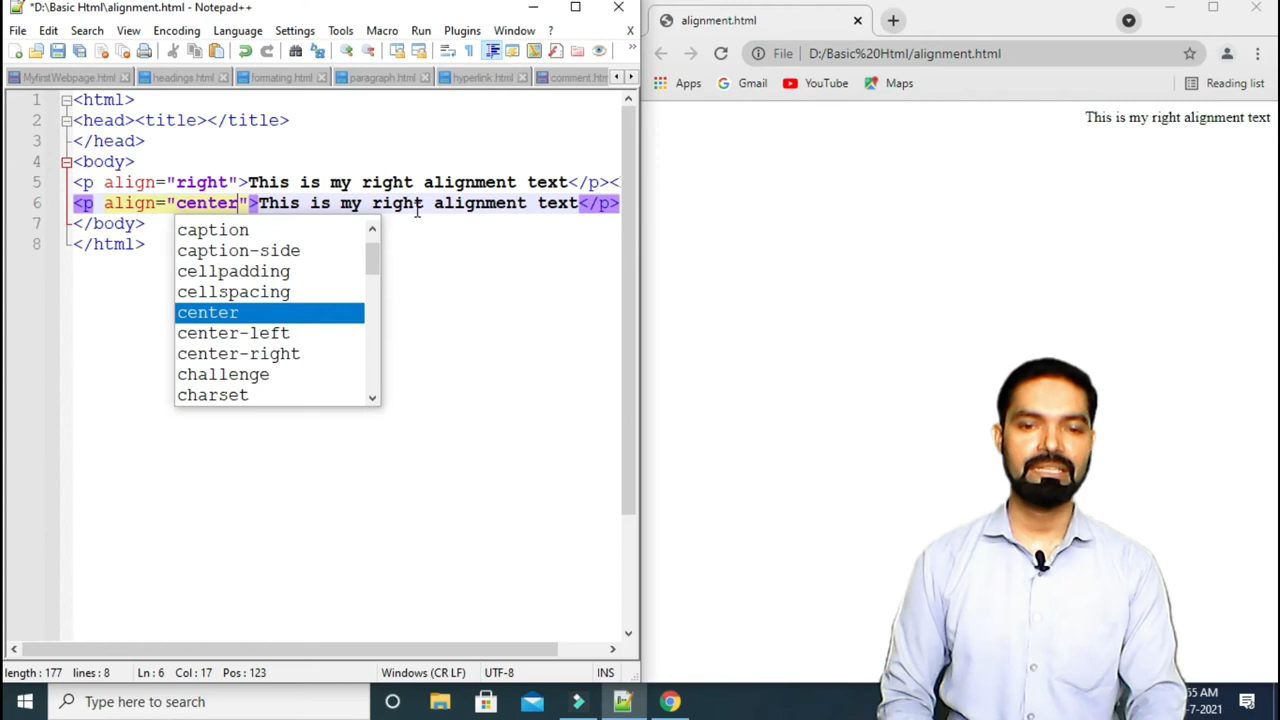 *D:\Basic Html\alignment.html - Notepad++
File Edit Search View Encoding Language Settings Tools Macro Run Plugins Window ?
MyfirstWebpage.html headings.html formating.html paragraph.html hyperlink.html comment.htm
1 <html>
2 <head><title></title>
3 </head>
4 <body>
5 <p align="right">This is my right alignment text</p><
6 <p align="center">This is my right alignment text</p>
7 </body>
8 </html>
caption
caption-side
cellpadding
cellspacing
center
center-left
center-right
challenge
charset
length : 177 lines : 8 Ln : 6 Col : 17 Pos : 123 Windows (CR LF) UTF-8 INS
alignment.html
File D:/Basic%20Html/alignment.html
Apps Gmail YouTube Maps Reading list
This is my right alignment text
Type here to search
55 AM
-7-2021